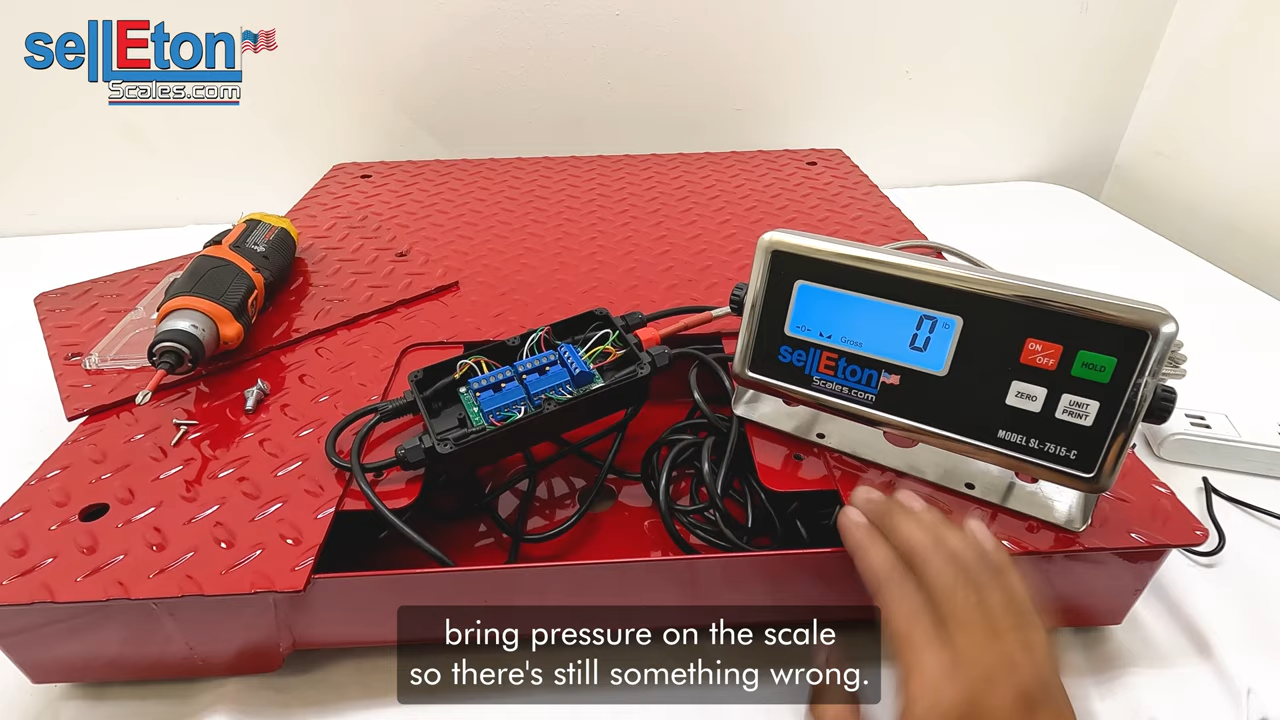 sellEton
Scales.com
-0-
Gross
0
lb
sellEton
Scales.com
ON
/OFF
HOLD
ZERO
UNIT
PRINT
MODEL SL-7515-C
bring pressure on the scale
so there's still something wrong.